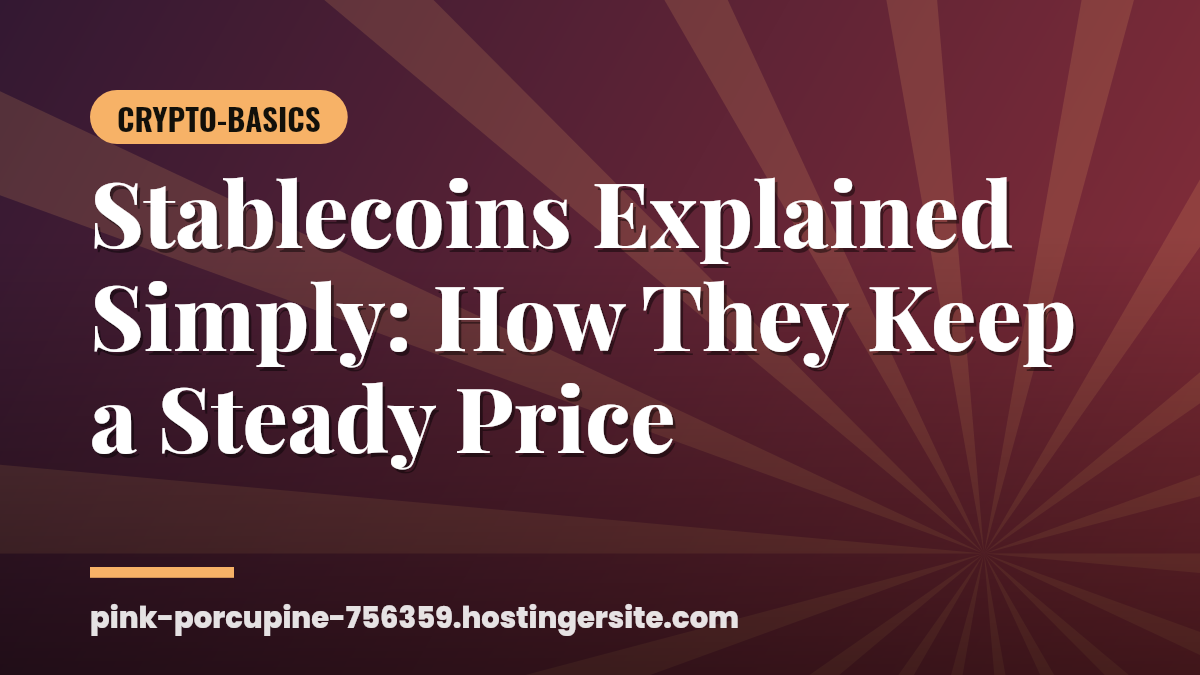 CRYPTO-BASICS
Stablecoins Explained
Simply: How They Keep
a Steady Price
pink-porcupine-756359.hostingersite.com